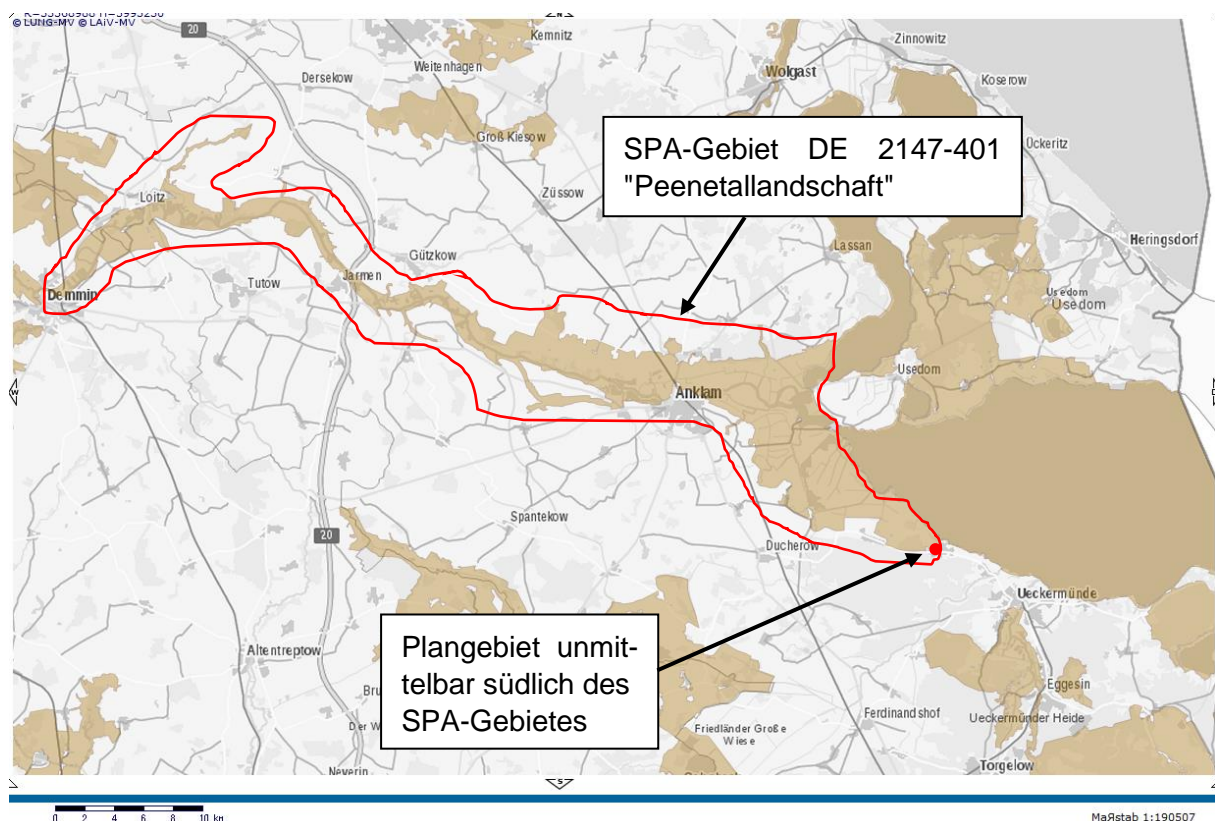 © LUNG-MV © LAiV-MV
N
20
Kemnitz
Zinnowitz
Dersekow
Weitenhagen
Wolgast
Koserow
Groß Kiesow
SPA-Gebiet DE 2147-401
"Peenetallandschaft"
Ückeritz
Loitz
Züssow
Lassan
Heringsdorf
Gützkow
Demmin
Tutow
Jarmen
Usedom
Usedom
Usedom
W
Anklam
Spantekow
20
Ducherow
Ueckermünde
Plangebiet unmit-
telbar südlich des
SPA-Gebietes
Altentreptow
Eggesin
Ferdinandshof
Ueckermünder Heide
Friedländer Große
Wiese
Torgelow
Neverin
S
0 2 4 6 8 10 км
MaЯstab 1:190507